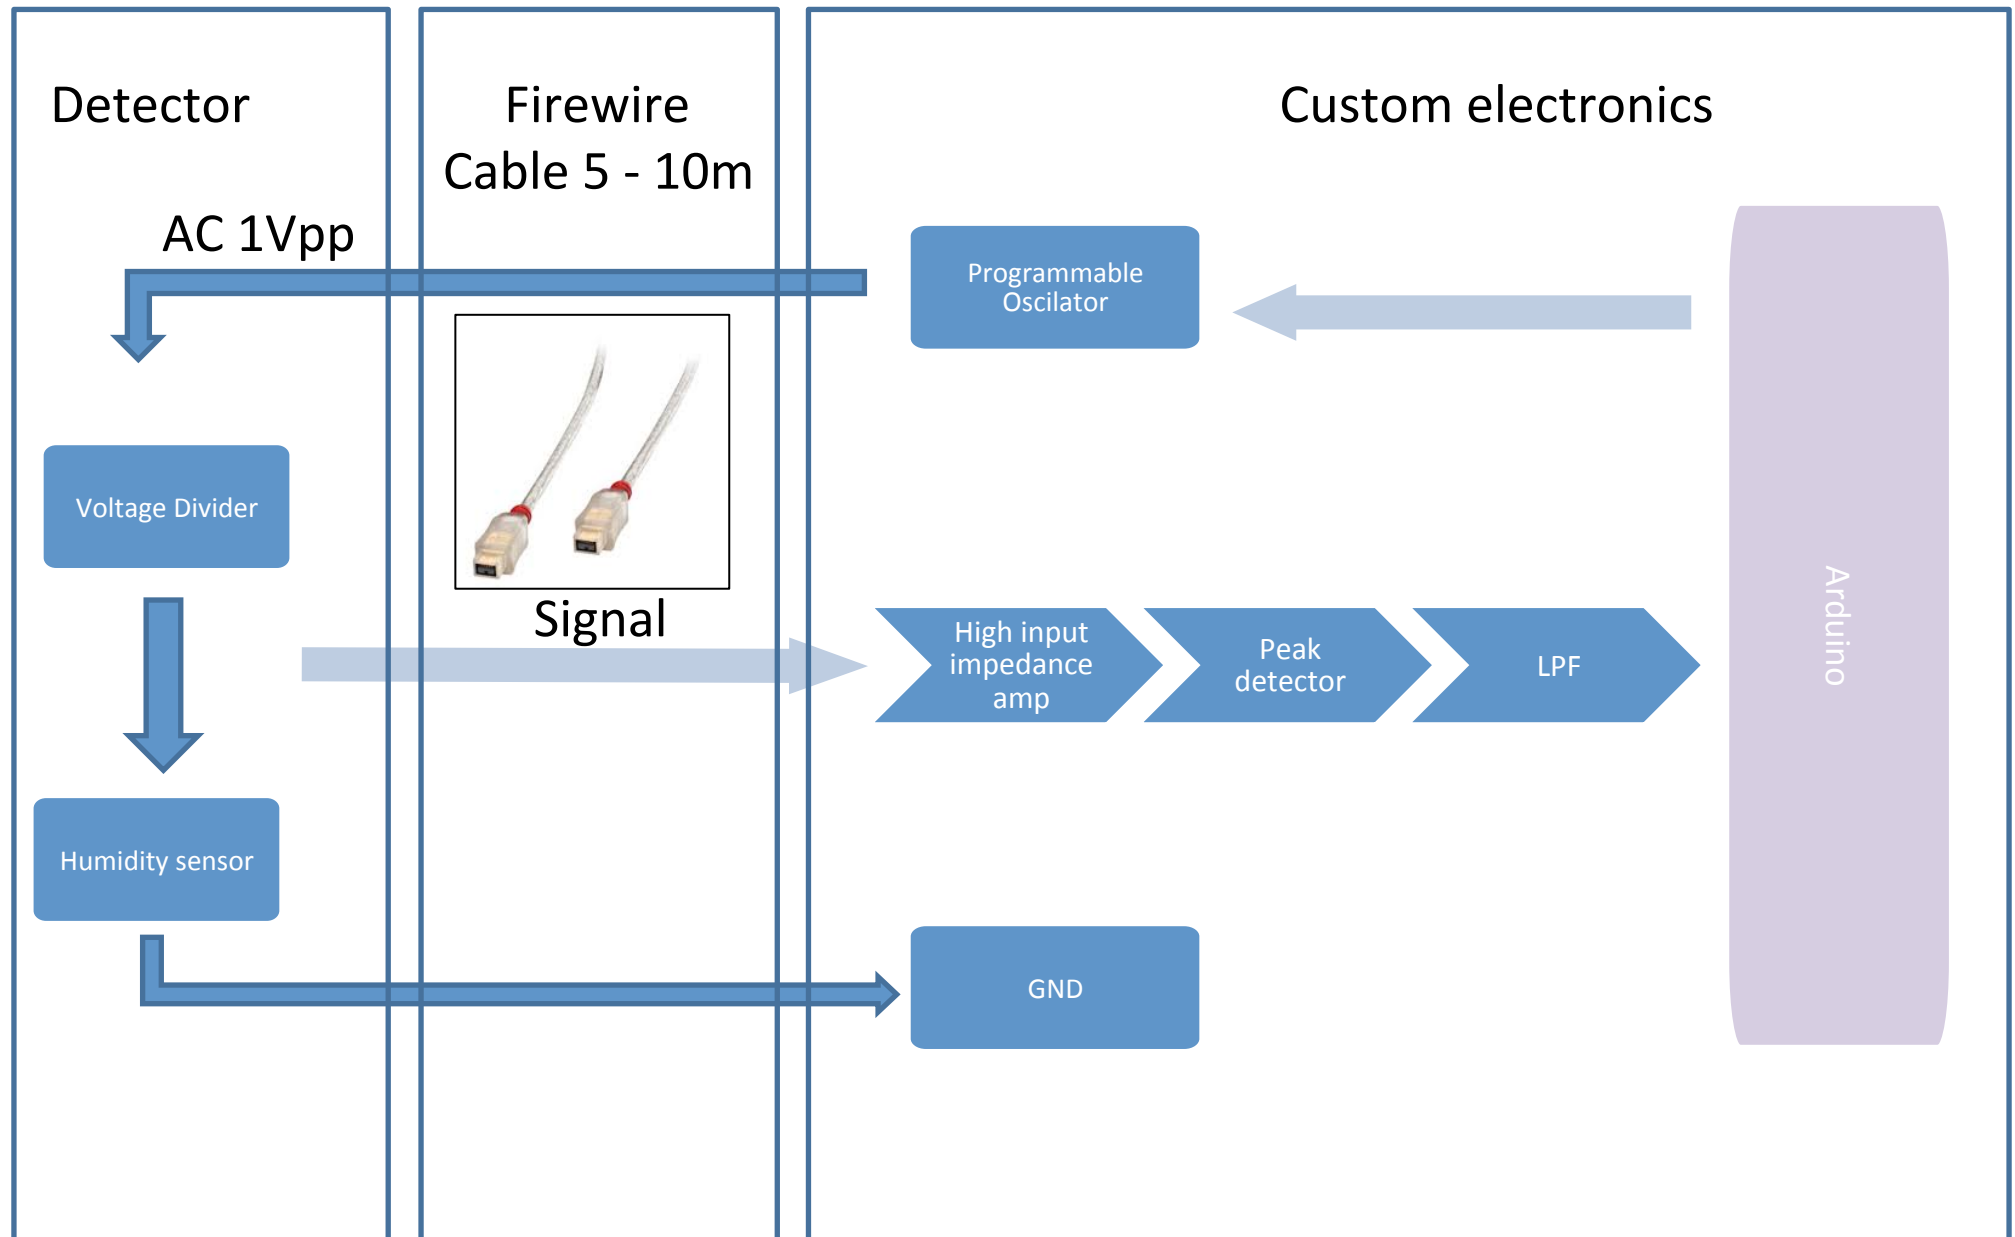 Detector
Firewire
Cable 5 - 10m
Custom electronics
AC 1Vpp
Programmable
Oscilator
Voltage Divider
Signal
High input
impedance
amp
Peak
detector
LPF
Arduino
Humidity sensor
GND